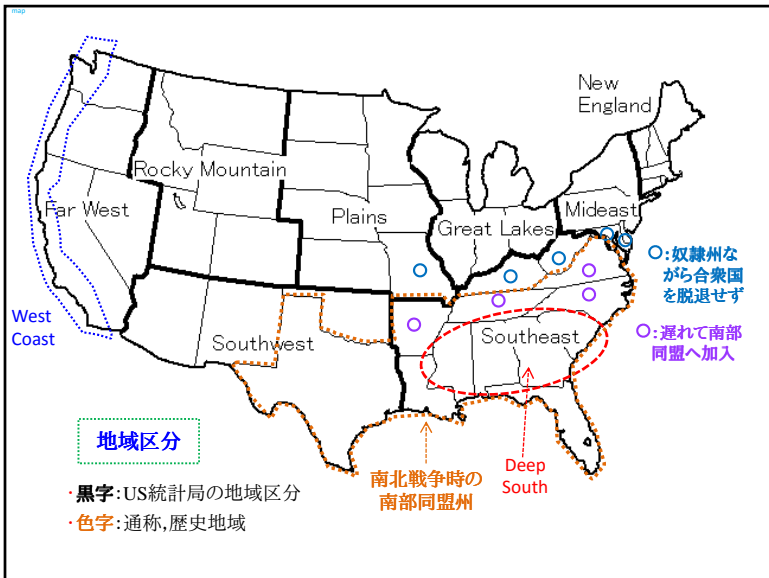 map
New
England
Rocky Mountain
Far West
Plains
Great Lakes
Mideast
○:奴隷州な
がら合衆国
を脱退せず
West
Coast
Southwest
Southeast
○:遅れて南部
同盟へ加入
地域区分
南北戦争時の
南部同盟州
Deep
South
・黒字:US統計局の地域区分
・色字:通称,歴史地域